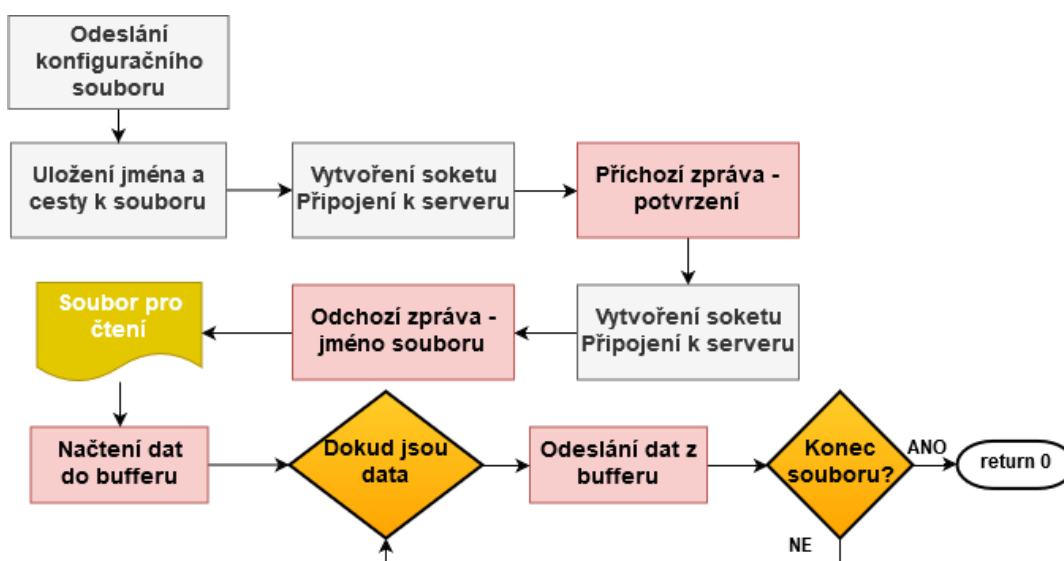 Odeslání
konfiguračního
souboru
Uložení jména a
cesty k souboru
Vytvoření soketu
Připojení k serveru
Příchozí zpráva -
potvrzení
Soubor pro
čtení
Odchozí zpráva -
jméno souboru
Vytvoření soketu
Připojení k serveru
Načtení dat
do bufferu
Dokud jsou
data
Odeslání dat z
bufferu
Konec
souboru?
ANO
return 0
NE